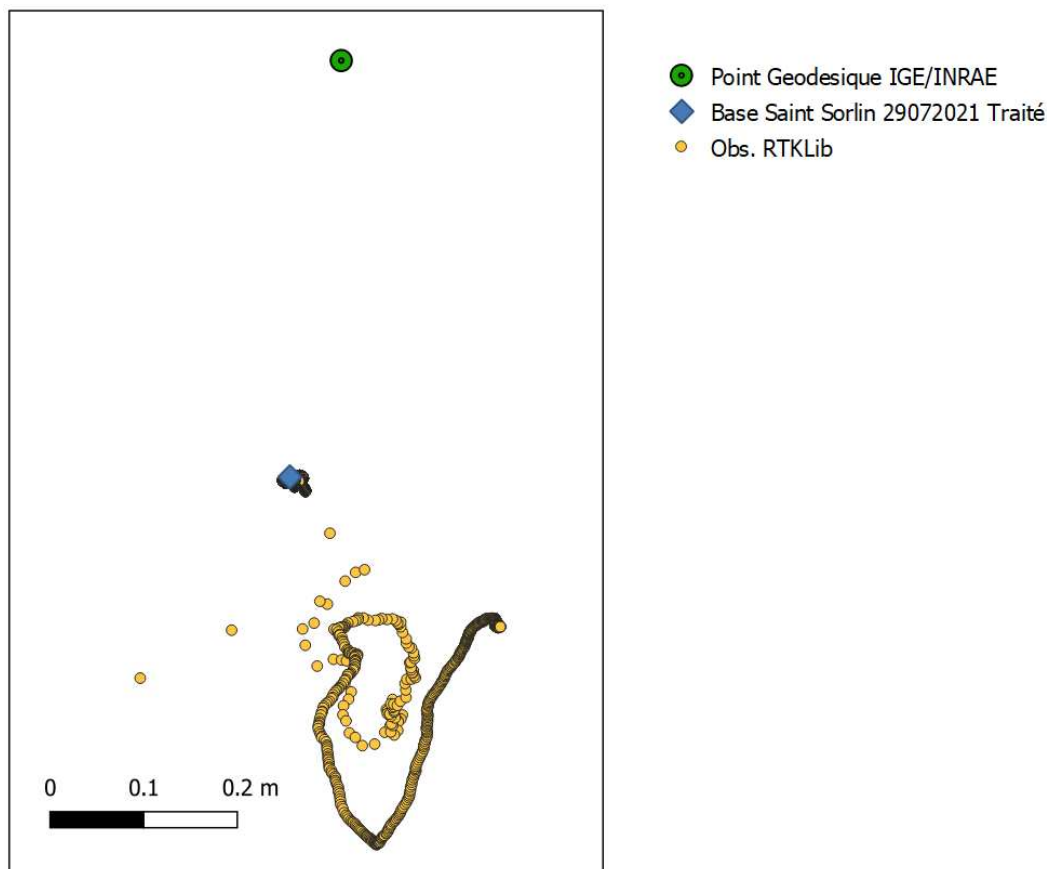 Point Geodesique IGE/INRAE
Base Saint Sorlin 29072021 Traité
Obs. RTKLib
0 0.1 0.2 m